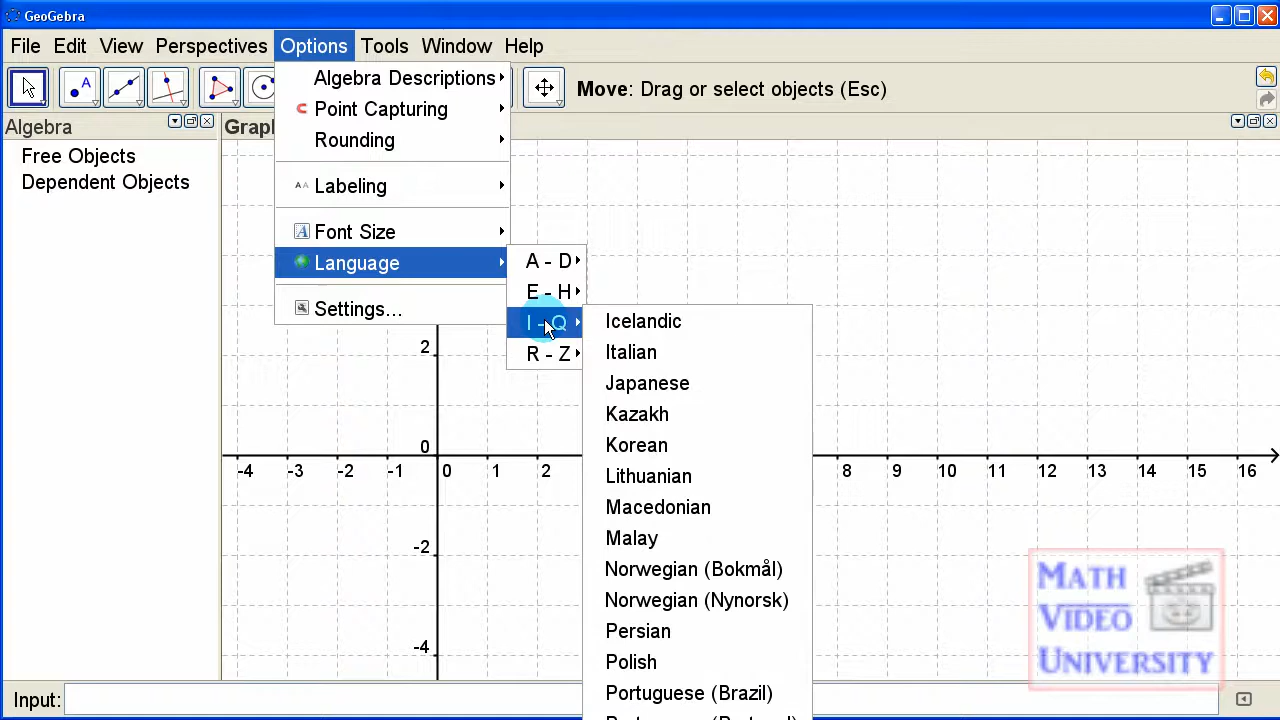 GeoGebra
File Edit View Perspectives Options Tools Window Help
Move: Drag or select objects (Esc)
Algebra
Free Objects
Dependent Objects
Algebra Descriptions
Point Capturing
Rounding
AA Labeling
A Font Size
Language
Settings...
A - D
E - H
I - Q
R - Z
Icelandic
Italian
Japanese
Kazakh
Korean
Lithuanian
Macedonian
Malay
Norwegian (Bokmål)
Norwegian (Nynorsk)
Persian
Polish
Portuguese (Brazil)
2
0
-2
-4
-4 -3 -2 -1 0 1 2 8 9 10 11 12 13 14 15 16
MATH
VIDEO
UNIVERSITY
Input: